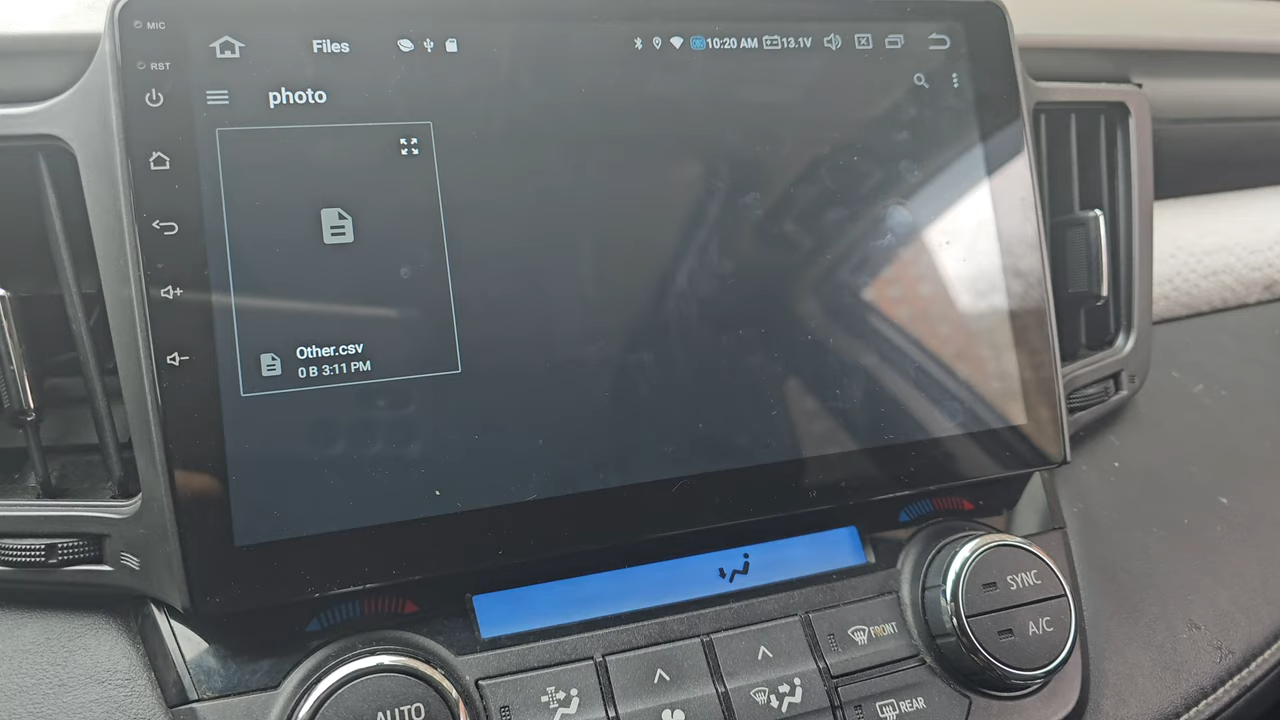 MIC
Files
10:20 AM
13.1V
RST
photo
Other.csv
0 B 3:11 PM
SYNC
A/C
FRONT
REAR
AUTO